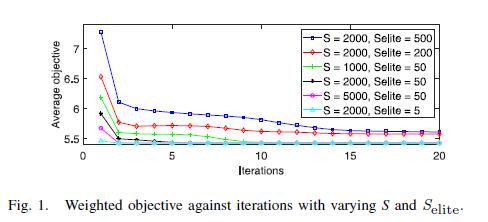 S = 2000, Selite = 500
S = 2000, Selite = 200
S = 1000, Selite = 50
S = 2000, Selite = 50
S = 5000, Selite = 50
S = 2000, Selite = 5
Average objective
7
6.5
6
5.5
0 5 10 15 20
Iterations
Fig. 1. Weighted objective against iterations with varying S and Selite.